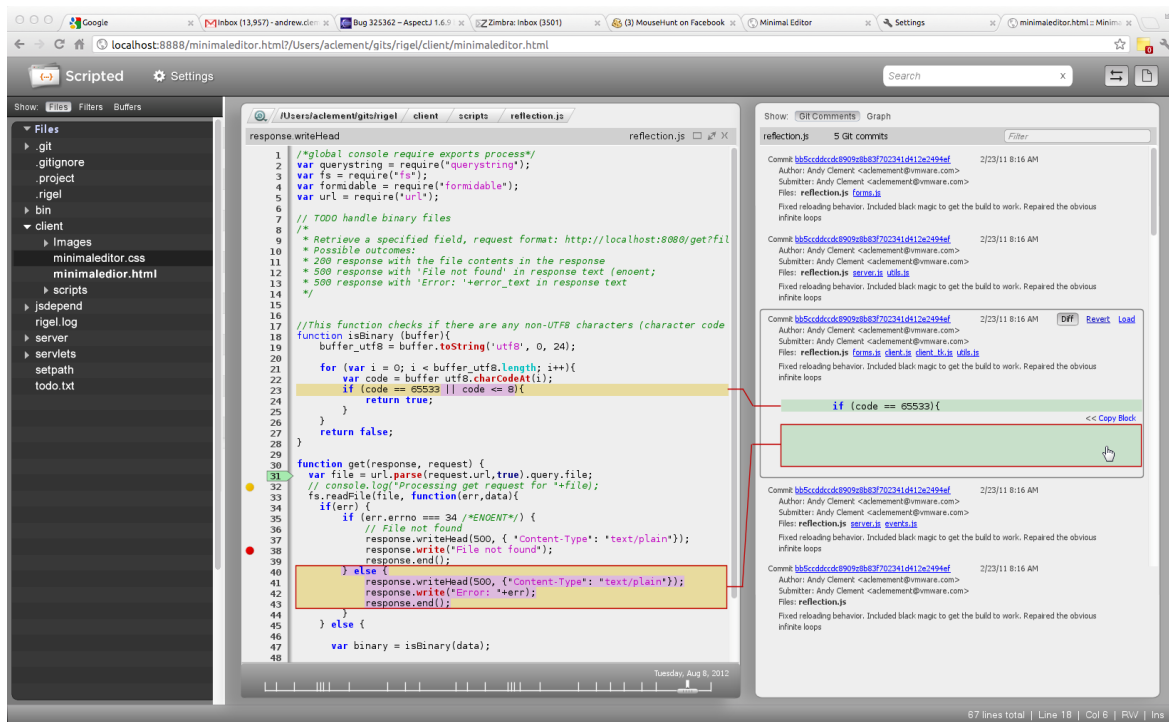 Google
Inbox (13,957) - andrew.clem
Bug 325362 – AspectJ 1.6.9
Zimbra: Inbox (3501)
(3) MouseHunt on Facebook
Minimal Editor
Settings
minimaleditor.html :: Minim
localhost:8888/minimaleditor.html?/Users/aclement/gits/rigel/client/minimaleditor.html
Scripted
Settings
Search
x
Show: Files Filters Buffers
Files
.git
.gitignore
.project
.rigel
bin
client
Images
minimaleditor.css
minimaledior.html
scripts
jsdepend
rigel.log
server
servlets
setpath
todo.txt
/Users/aclement/gits/rigel / client / scripts / reflection.js
response.writeHead
reflection.js
1 /*global console require exports process*/
2 var querystring = require("querystring");
3 var fs = require("fs");
4 var formidable = require("formidable");
5 var url = require("url");
6
7 // TODO handle binary files
8 /*
9 * Retrieve a specified field, request format: http://localhost:8080/get?fil
10 * Possible outcomes:
11 * 200 response with the file contents in the response
12 * 500 response with 'File not found' in response text (enoent;
13 * 500 response with 'Error: '+error_text in response text
14 */
15
16
17 //This function checks if there are any non-UTF8 characters (character code
18 function isBinary (buffer){
19 buffer_utf8 = buffer.toString('utf8', 0, 24);
20
21 for (var i = 0; i < buffer_utf8.length; i++){
22 var code = buffer_utf8.charCodeAt(i);
23 if (code == 65533 || code <= 8){
24 return true;
25 }
26 }
27 return false;
28 }
29
30 function get(response, request) {
31 var file = url.parse(request.url,true).query.file;
32 // console.log("Processing get request for "+file);
33 fs.readFile(file, function(err,data){
34 if(err) {
35 if (err.errno === 34 /*ENOENT*/) {
36 // File not found
37 response.writeHead(500, { "Content-Type": "text/plain"});
38 response.write("File not found");
39 response.end();
40 } else {
41 response.writeHead(500, {"Content-Type": "text/plain"});
42 response.write("Error: "+err);
43 response.end();
44 }
45 } else {
46
47 var binary = isBinary(data);
48
Tuesday, Aug 8, 2012
Show: Git Comments Graph
reflection.js 5 Git commits Filter
Commit bb5ccddccdc8909z8b83f702341d412e2494ef 2/23/11 8:16 AM
Author: Andy Clement <aclemement@vmware.com>
Submitter: Andy Clement <aclemement@vmware.com>
Files: reflection.js forms.js
Fixed reloading behavior. Included black magic to get the build to work. Repaired the obvious
infinite loops
Commit bb5ccddccdc8909z8b83f702341d412e2494ef 2/23/11 8:16 AM
Author: Andy Clement <aclemement@vmware.com>
Submitter: Andy Clement <aclemement@vmware.com>
Files: reflection.js server.js utils.js
Fixed reloading behavior. Included black magic to get the build to work. Repaired the obvious
infinite loops
Commit bb5ccddccdc8909z8b83f702341d412e2494ef 2/23/11 8:16 AM Diff Revert Load
Author: Andy Clement <aclemement@vmware.com>
Submitter: Andy Clement <aclemement@vmware.com>
Files: reflection.js forms.js client.js client_tk.js utils.js
Fixed reloading behavior. Included black magic to get the build to work. Repaired the obvious
infinite loops
if (code == 65533){
<< Copy Block
Commit bb5ccddccdc8909z8b83f702341d412e2494ef 2/23/11 8:16 AM
Author: Andy Clement <aclemement@vmware.com>
Submitter: Andy Clement <aclemement@vmware.com>
Files: reflection.js server.js events.js
Fixed reloading behavior. Included black magic to get the build to work. Repaired the obvious
infinite loops
Commit bb5ccddccdc8909z8b83f702341d412e2494ef 2/23/11 8:16 AM
Author: Andy Clement <aclemement@vmware.com>
Submitter: Andy Clement <aclemement@vmware.com>
Files: reflection.js
Fixed reloading behavior. Included black magic to get the build to work. Repaired the obvious
infinite loops
67 lines total | Line 18 | Col 6 | RW | Ins